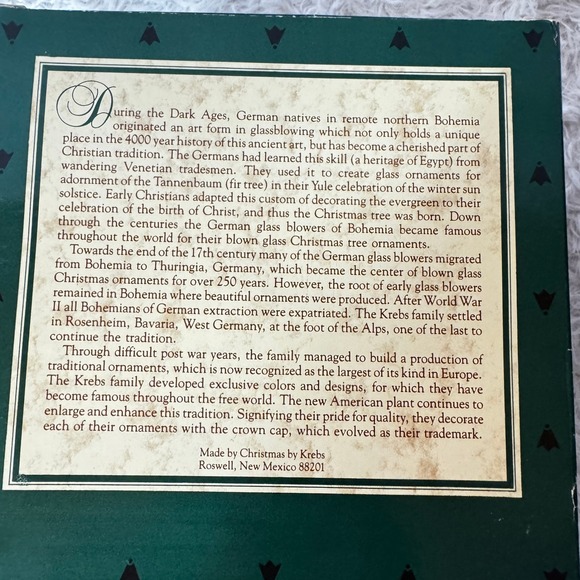 During the Dark Ages, German natives in remote northern Bohemia
originated an art form in glassblowing which not only holds a unique
place in the 4000 year history of this ancient art, but has become a cherished part of
Christian tradition. The Germans had learned this skill (a heritage of Egypt) from
wandering Venetian tradesmen. They used it to create glass ornaments for
adornment of the Tannenbaum (fir tree) in their Yule celebration of the winter sun
solstice. Early Christians adapted this custom of decorating the evergreen to their
celebration of the birth of Christ, and thus the Christmas tree was born. Down
through the centuries the German glass blowers of Bohemia became famous
throughout the world for their blown glass Christmas tree ornaments.
Towards the end of the 17th century many of the German glass blowers migrated
from Bohemia to Thuringia, Germany, which became the center of blown glass
Christmas ornaments for over 250 years. However, the root of early glass blowers
remained in Bohemia where beautiful ornaments were produced. After World War
II all Bohemians of German extraction were expatriated. The Krebs family settled
in Rosenheim, Bavaria, West Germany, at the foot of the Alps, one of the last to
continue the tradition.
Through difficult post war years, the family managed to build a production of
traditional ornaments, which is now recognized as the largest of its kind in Europe.
The Krebs family developed exclusive colors and designs, for which they have
become famous throughout the free world. The new American plant continues to
enlarge and enhance this tradition. Signifying their pride for quality, they decorate
each of their ornaments with the crown cap, which evolved as their trademark.
Made by Christmas by Krebs
Roswell, New Mexico 88201